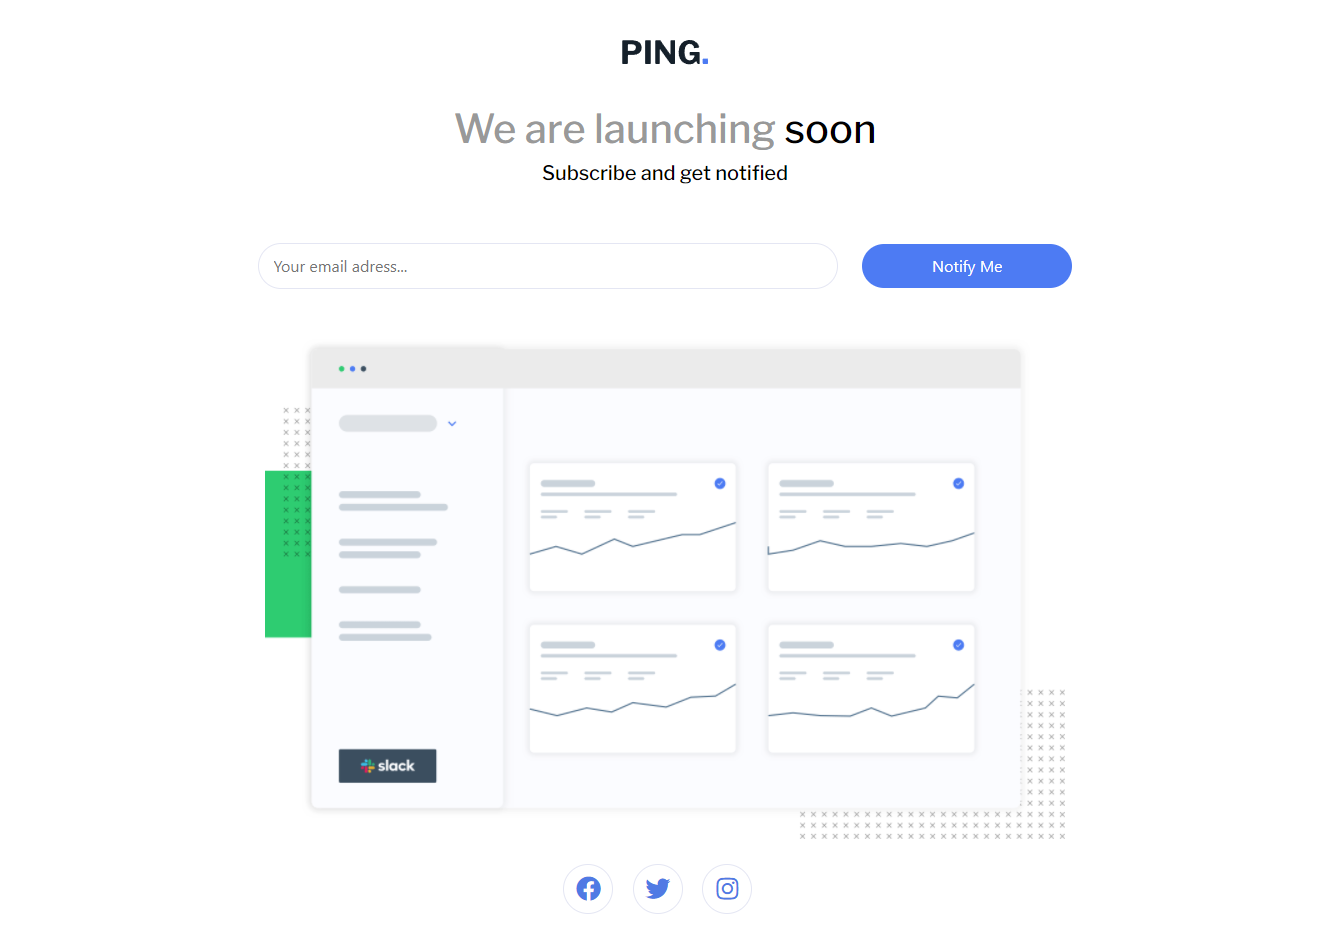 PING.
We are launching soon
Subscribe and get notified
Your email adress...
Notify Me
slack